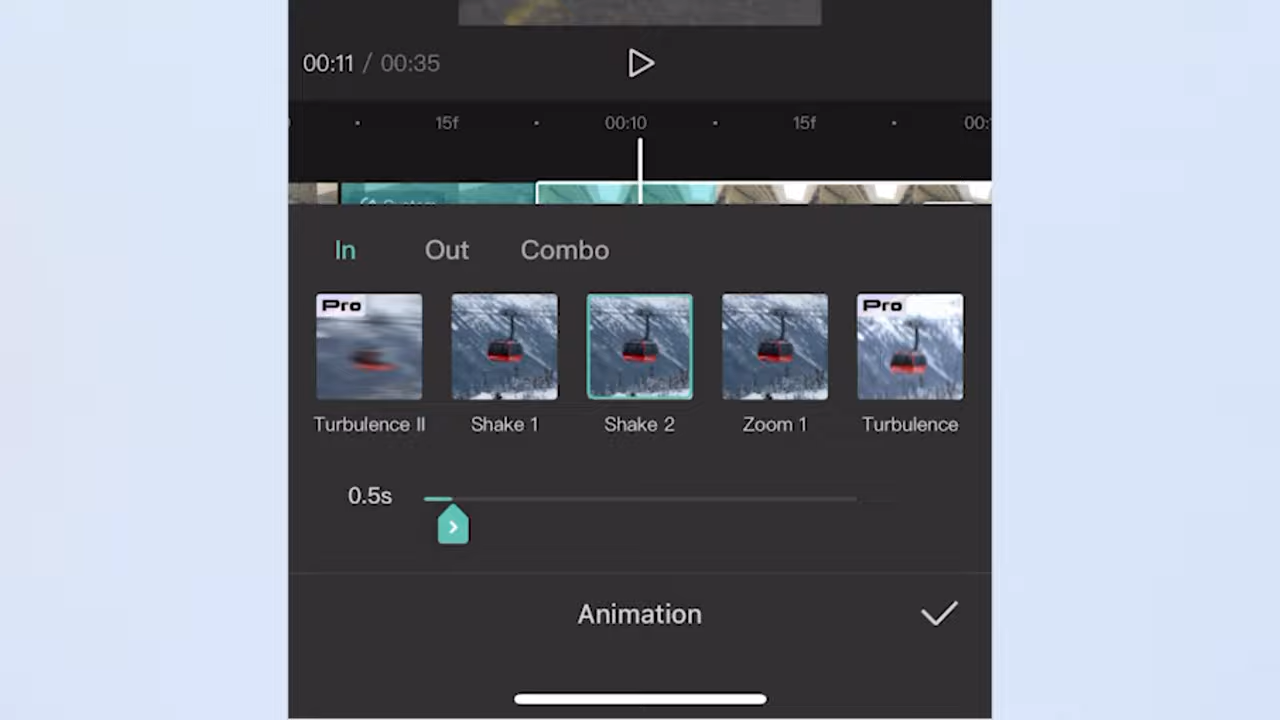 00:11 / 00:35
15f 00:10 15f 00:
In Out Combo
Pro Pro
Turbulence II Shake 1 Shake 2 Zoom 1 Turbulence
0.5s
Animation